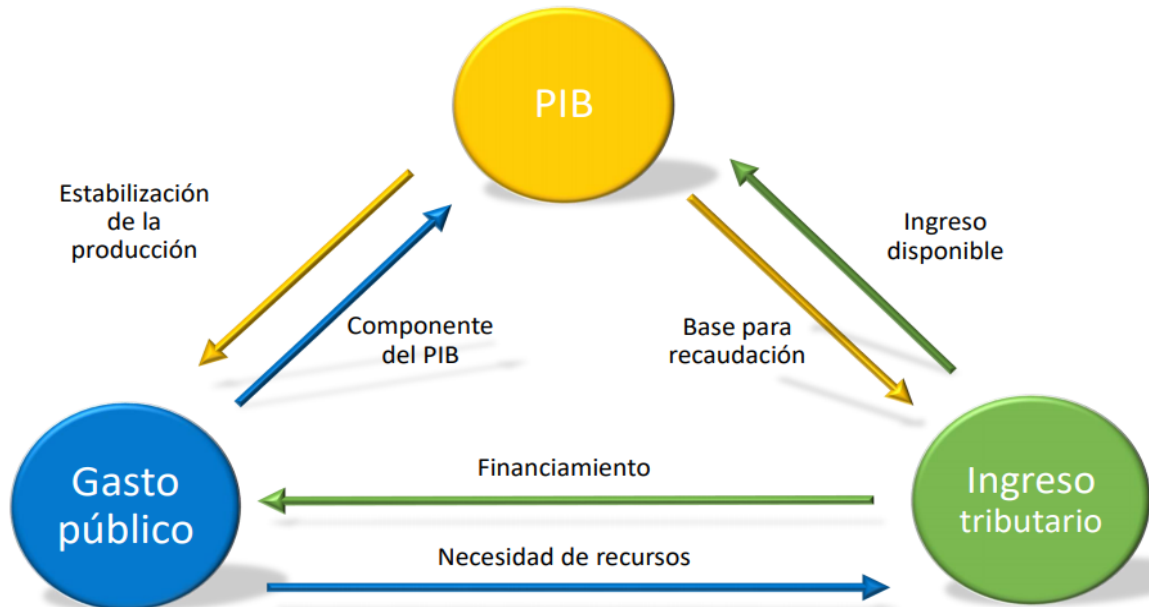 PIB
Estabilización
de la
producción
Ingreso
disponible
Componente
del PIB
Base para
recaudación
Gasto
público
Financiamiento
Ingreso
tributario
Necesidad de recursos